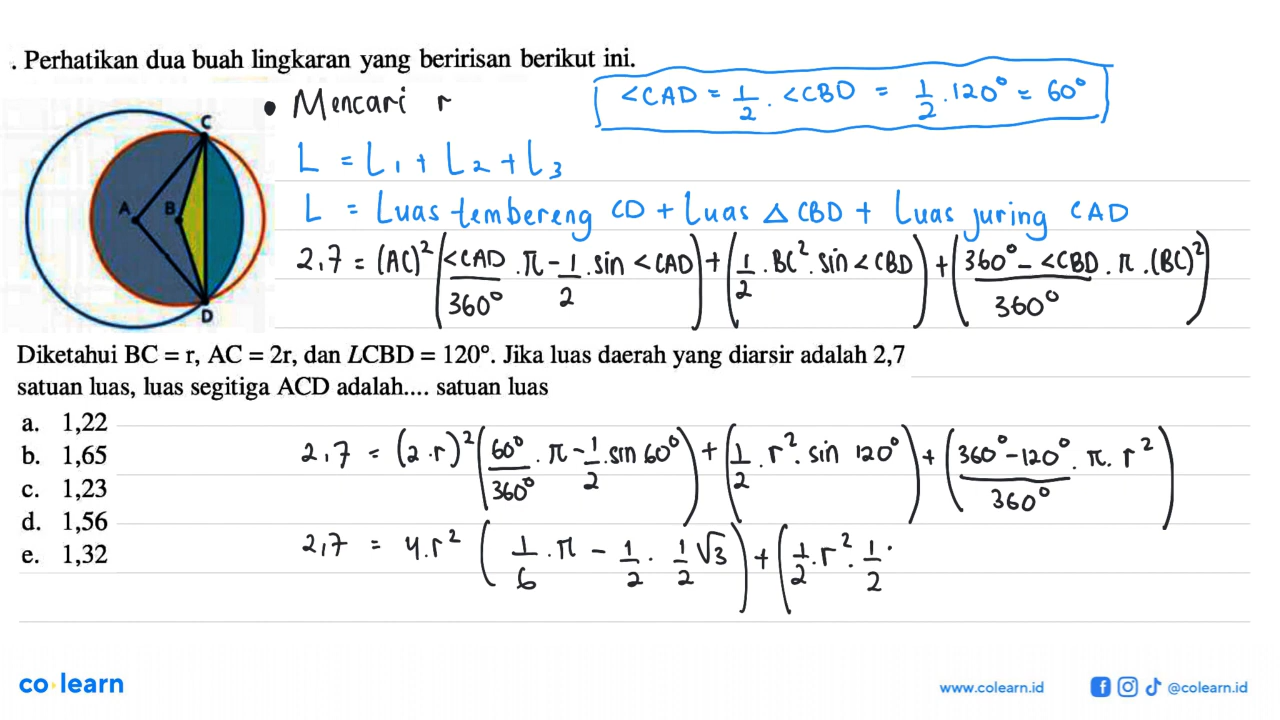 . Perhatikan dua buah lingkaran yang beririsan berikut ini.
• Mencari r
∠CAD = 1/2 . ∠CBD = 1/2 . 120° = 60°
C
A
B
D
L = L1 + L2 + L3
L = Luas tembereng CD + Luas △ CBD + Luas juring CAD
2,7 = (AC)² (<CAD/360° . π - 1/2 . sin <CAD) + (1/2 . BC² . sin ∠CBD) + (360° - ∠CBD/360° . π . (BC)²)
Diketahui BC = r, AC = 2r, dan ∠CBD = 120°. Jika luas daerah yang diarsir adalah 2,7
satuan luas, luas segitiga ACD adalah.... satuan luas
a. 1,22
b. 1,65
c. 1,23
d. 1,56
e. 1,32
2,7 = (2.r)² (60°/360° . π - 1/2 . sin 60°) + (1/2 . r² . sin 120°) + (360° - 120°/360° . π . r²)
2,7 = 4.r² (1/6 . π - 1/2 . 1/2 √3) + (1/2 . r² . 1/2 .
co learn
www.colearn.id
@colearn.id